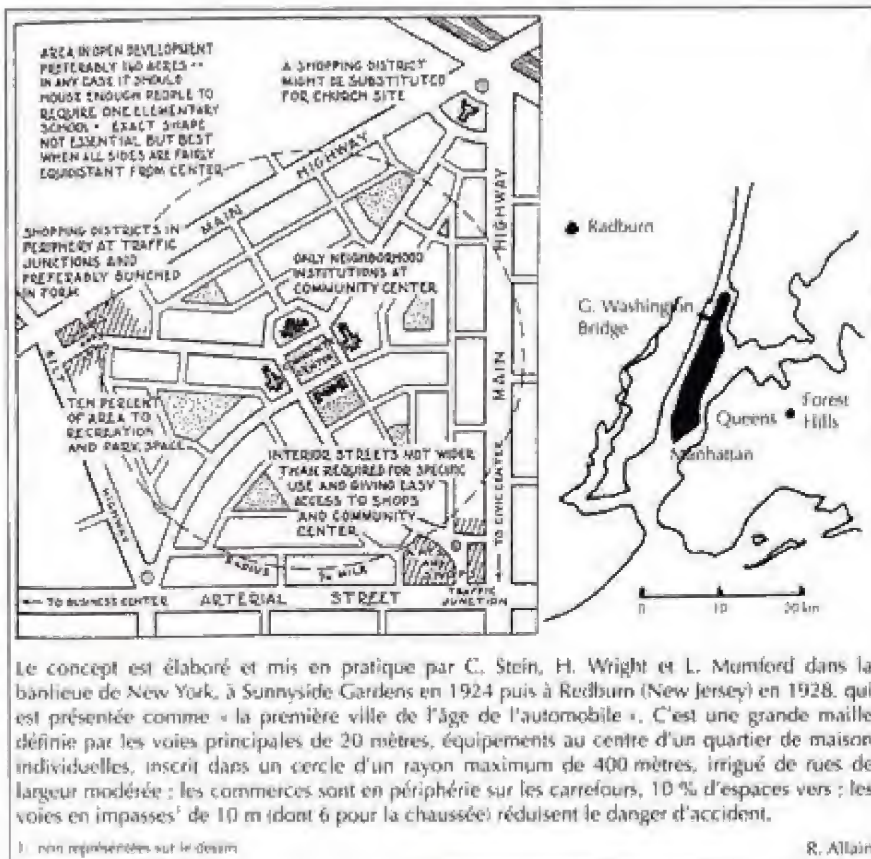 AREA IN OPEN DEVELOPMENT
PREFERABLY 160 ACRES --
IN ANY CASE IT SHOULD
HOUSE ENOUGH PEOPLE TO
REQUIRE ONE ELEMENTARY
SCHOOL - EXACT SHAPE
NOT ESSENTIAL BUT BEST
WHEN ALL SIDES ARE FAIRLY
EQUIDISTANT FROM CENTER
A SHOPPING DISTRICT
MIGHT BE SUBSTITUTED
FOR CHURCH SITE
MAIN HIGHWAY
SHOPPING DISTRICTS IN
PERIPHERY AT TRAFFIC
JUNCTIONS AND
PREFERABLY BUNCHED
IN FORM
ONLY NEIGHBORHOOD
INSTITUTIONS AT
COMMUNITY CENTER
HIGHWAY
MAIN
TO CIVIC CENTER
COMMUNITY
CENTER
TEN PERCENT
OF AREA TO
RECREATION
AND PARK SPACE
HIGHWAY
INTERIOR STREETS NOT WIDER
THAN REQUIRED FOR SPECIFIC
USE AND GIVING EASY
ACCESS TO SHOPS
AND COMMUNITY
CENTER
RADIUS
MILE
TO BUSINESS CENTER
ARTERIAL STREET
TRAFFIC
JUNCTION
Radburn
G. Washington
Bridge
Queens
Forest
Hills
Manhattan
0 10 20 km
Le concept est élaboré et mis en pratique par C. Stein, H. Wright et L. Mumford dans la
banlieue de New York, à Sunnyside Gardens en 1924 puis à Redburn (New Jersey) en 1928, qui
est présentée comme « la première ville de l'âge de l'automobile ». C'est une grande maille
définie par les voies principales de 20 mètres, équipements au centre d'un quartier de maison
individuelles, inscrit dans un cercle d'un rayon maximum de 400 mètres, irrigué de rues de
largeur modérée ; les commerces sont en périphérie sur les carrefours, 10 % d'espaces vers ; les
voies en impasses¹ de 10 m (dont 6 pour la chaussée) réduisent le danger d'accident.
1. non représentées sur le dessin
R. Allain